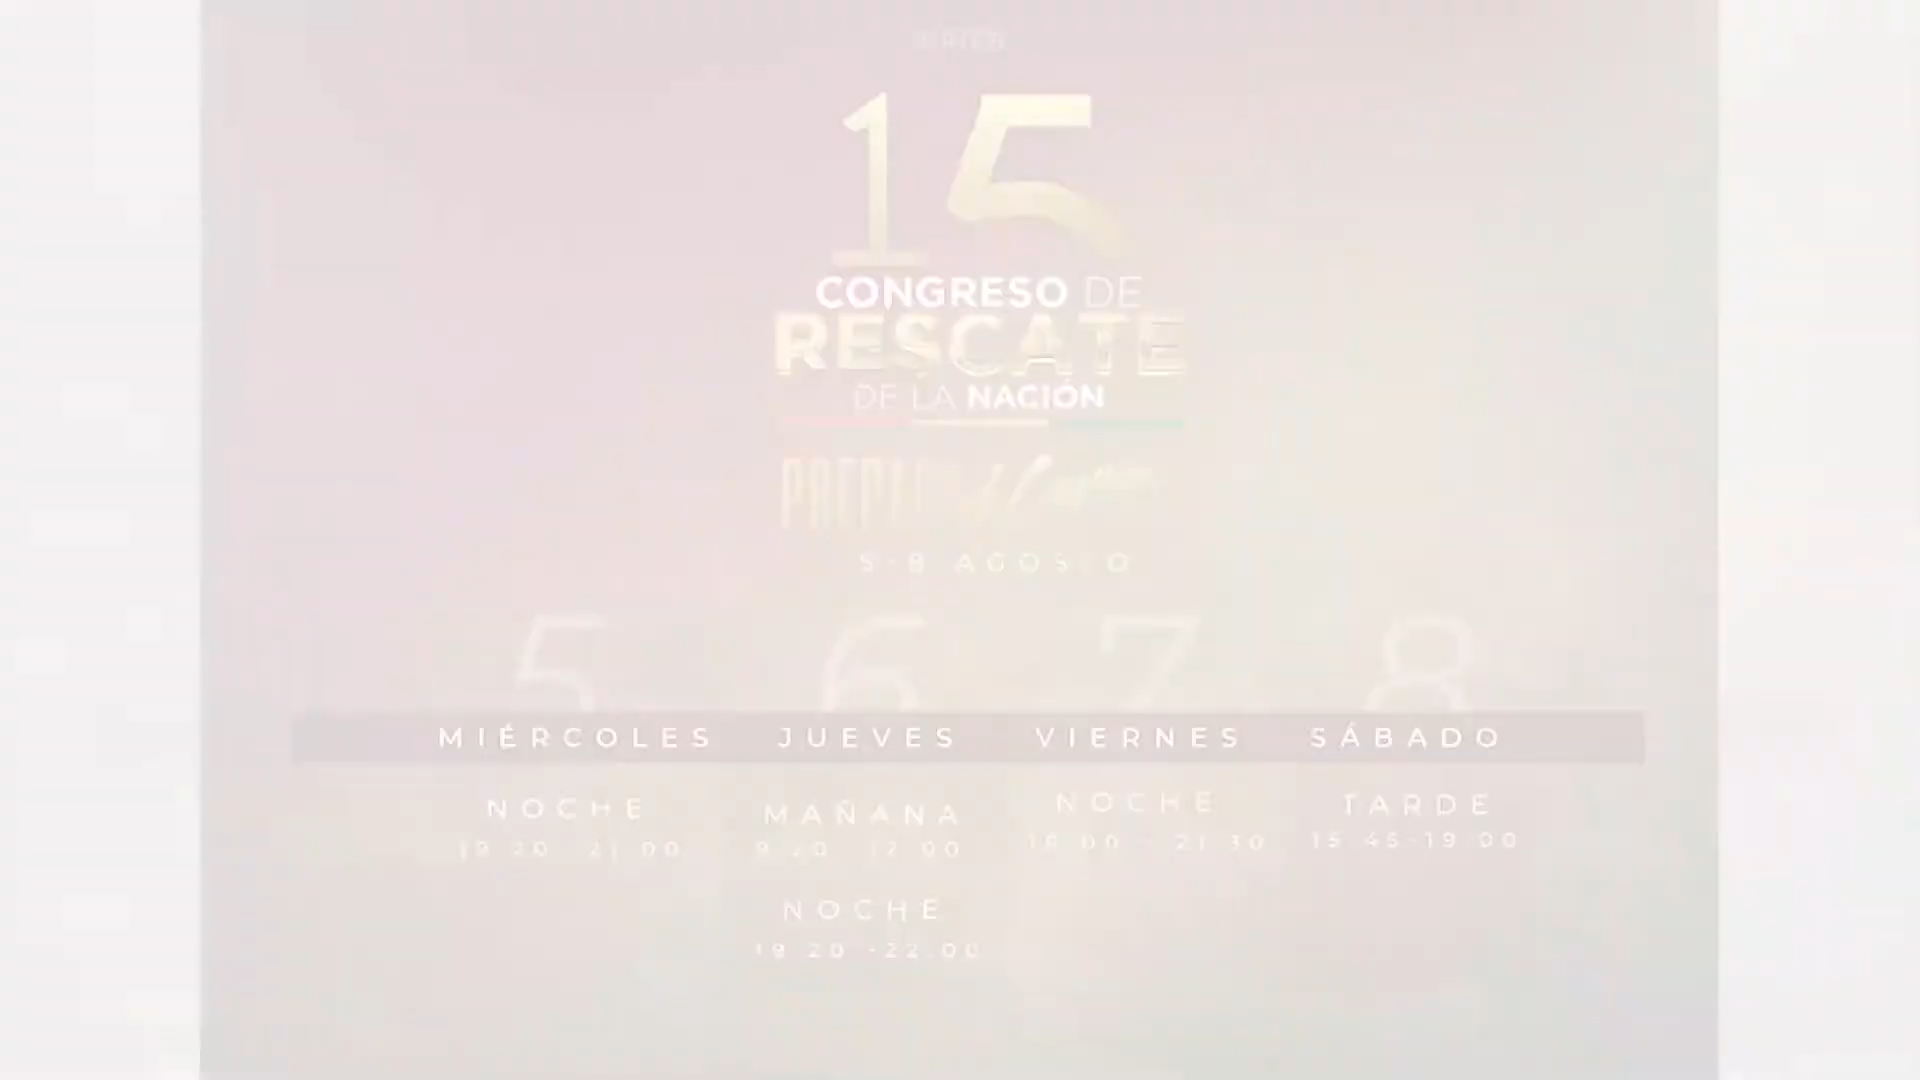 15
CONGRESO DE
RESCATE
DE LA NACIÓN
5-8 AGOSTO
5 6 7 8
MIÉRCOLES JUEVES VIERNES SÁBADO
NOCHE MAÑANA NOCHE TARDE
19:20 - 21:00 9:20 - 12:00 19:00 - 21:30 15:45-19:00
NOCHE
19:20 -22:00